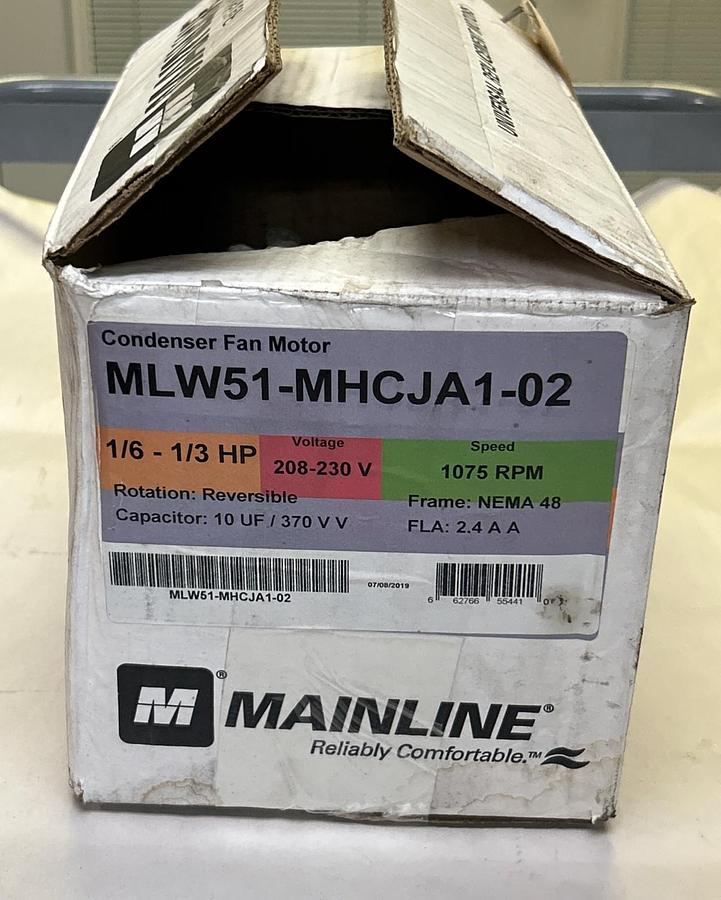 Condenser Fan Motor
MLW51-MHCJA1-02
1/6 - 1/3 HP
Voltage
208-230 V
Speed
1075 RPM
Rotation: Reversible
Frame: NEMA 48
Capacitor: 10 UF / 370 V V
FLA: 2.4 A A
MLW51-MHCJA1-02
07/08/2019
6 62766 55441
M®
MAINLINE®
Reliably Comfortable.™